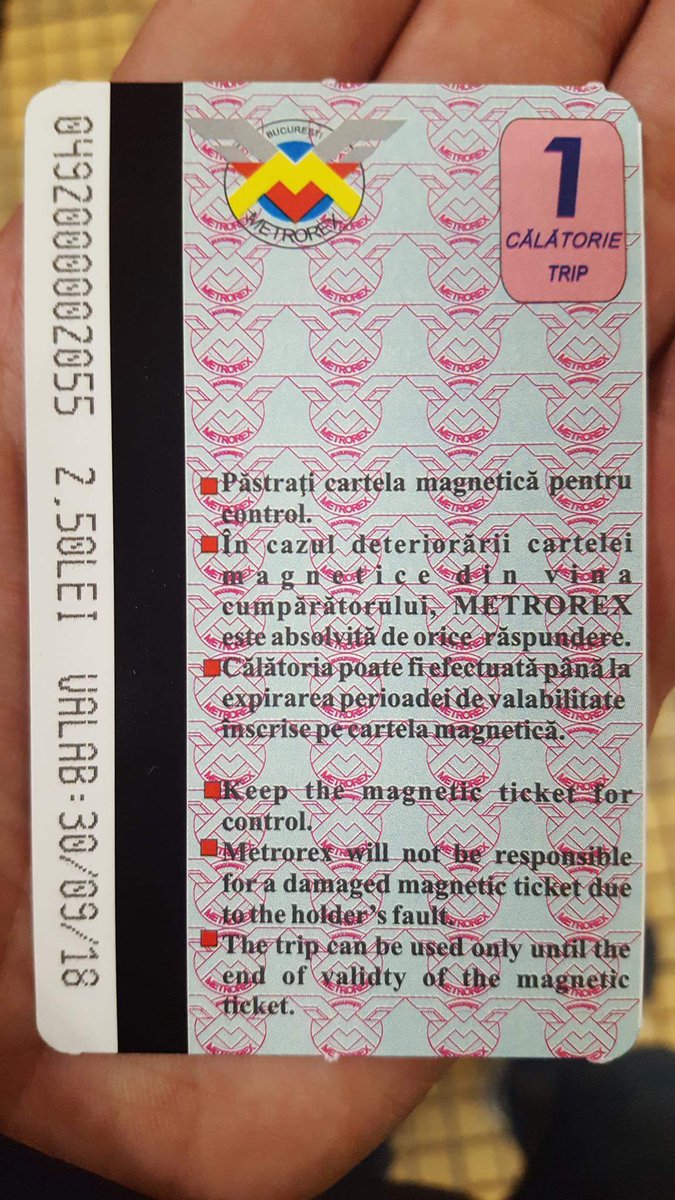 0492000002055 2.50LEI VALAB:30/09/18
BUCUREȘTI
METROREX
1
CĂLĂTORIE
TRIP
Păstraţi cartela magnetică pentru
control.
În cazul deteriorării cartelei
magnetice din vina
cumpărătorului, METROREX
este absolvită de orice răspundere.
Călătoria poate fi efectuată până la
expirarea perioadei de valabilitate
înscrise pe cartela magnetică.
Keep the magnetic ticket for
control.
Metrorex will not be responsible
for a damaged magnetic ticket due
to the holder's fault.
The trip can be used only until the
end of validty of the magnetic
ticket.